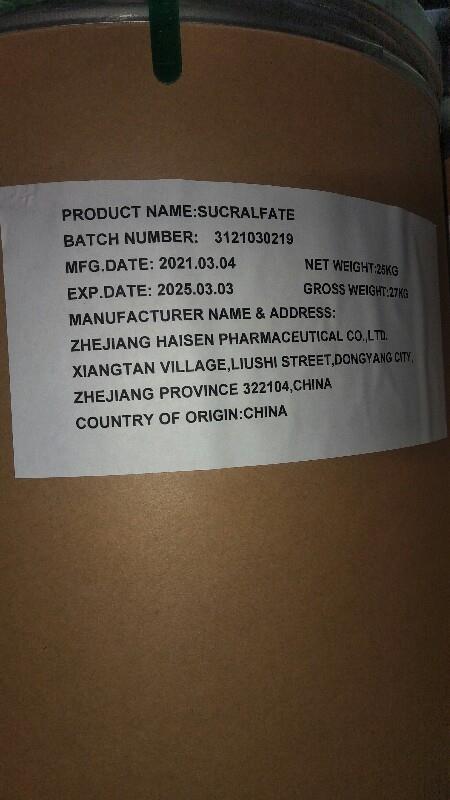 PRODUCT NAME:SUCRALFATE
BATCH NUMBER: 3121030219
MFG.DATE: 2021.03.04 NET WEIGHT:25KG
EXP.DATE: 2025.03.03 GROSS WEIGHT:27KG
MANUFACTURER NAME & ADDRESS:
ZHEJIANG HAISEN PHARMACEUTICAL CO.,LTD.
XIANGTAN VILLAGE,LIUSHI STREET,DONGYANG CITY,
ZHEJIANG PROVINCE 322104,CHINA
COUNTRY OF ORIGIN:CHINA